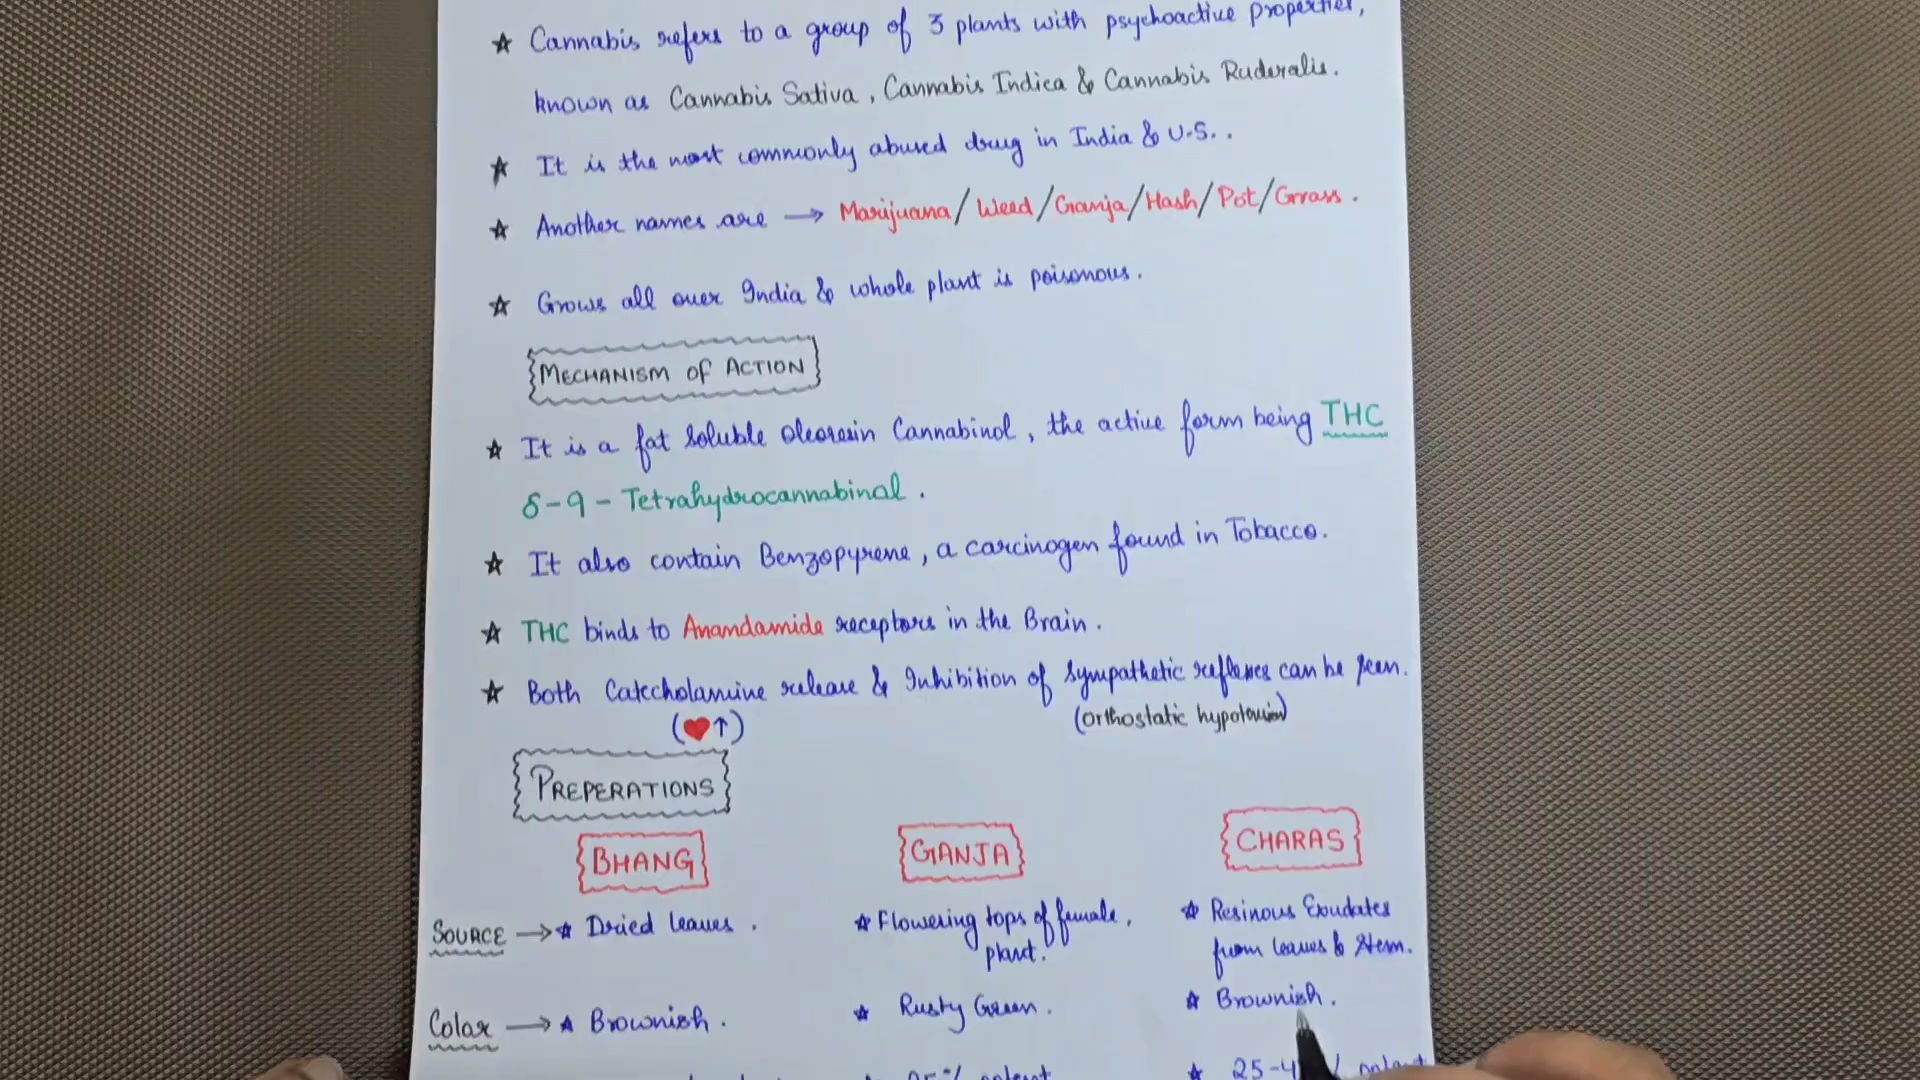 ☆ Cannabis refers to a group of 3 plants with psychoactive properties,
known as Cannabis Sativa, Cannabis Indica & Cannabis Ruderalis.
☆ It is the most commonly abused drug in India & U.S..
☆ Another names are → Marijuana/Weed/Ganja/Hash/Pot/Grass.
☆ Grows all over India & whole plant is poisonous.
MECHANISM OF ACTION
☆ It is a fat soluble oleoresin Cannabinol, the active form being THC
δ-9-Tetrahydrocannabinal.
☆ It also contain Benzopyrene, a carcinogen found in Tobacco.
☆ THC binds to Anandamide receptors in the Brain.
☆ Both Catecholamine release & Inhibition of sympathetic reflexes can be seen.
(♥↑) (orthostatic hypotension)
PREPERATIONS
BHANG GANJA CHARAS
SOURCE → ☆ Dried leaves. ☆ Flowering tops of female, ☆ Resinous Exudates
plant. from leaves & Stem.
Color → ☆ Brownish. ☆ Rusty Green. ☆ Brownish.